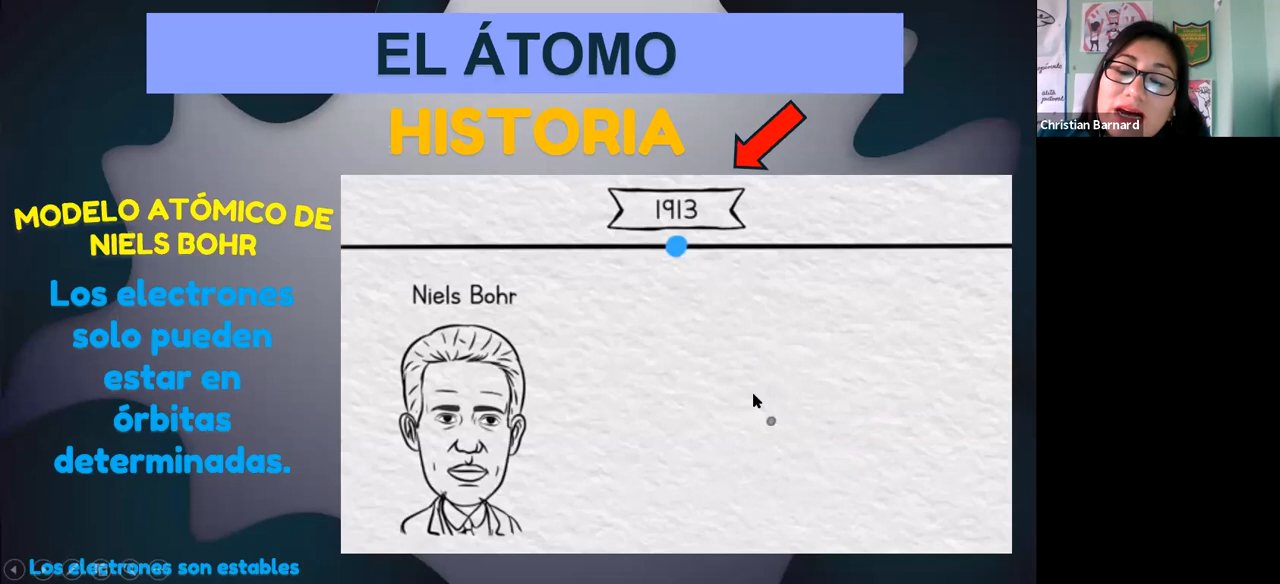 EL ÁTOMO
HISTORIA
1913
MODELO ATÓMICO DE
NIELS BOHR
Los electrones
solo pueden
estar en
órbitas
determinadas.
Niels Bohr
Los electrones son estables
Christian Barnard